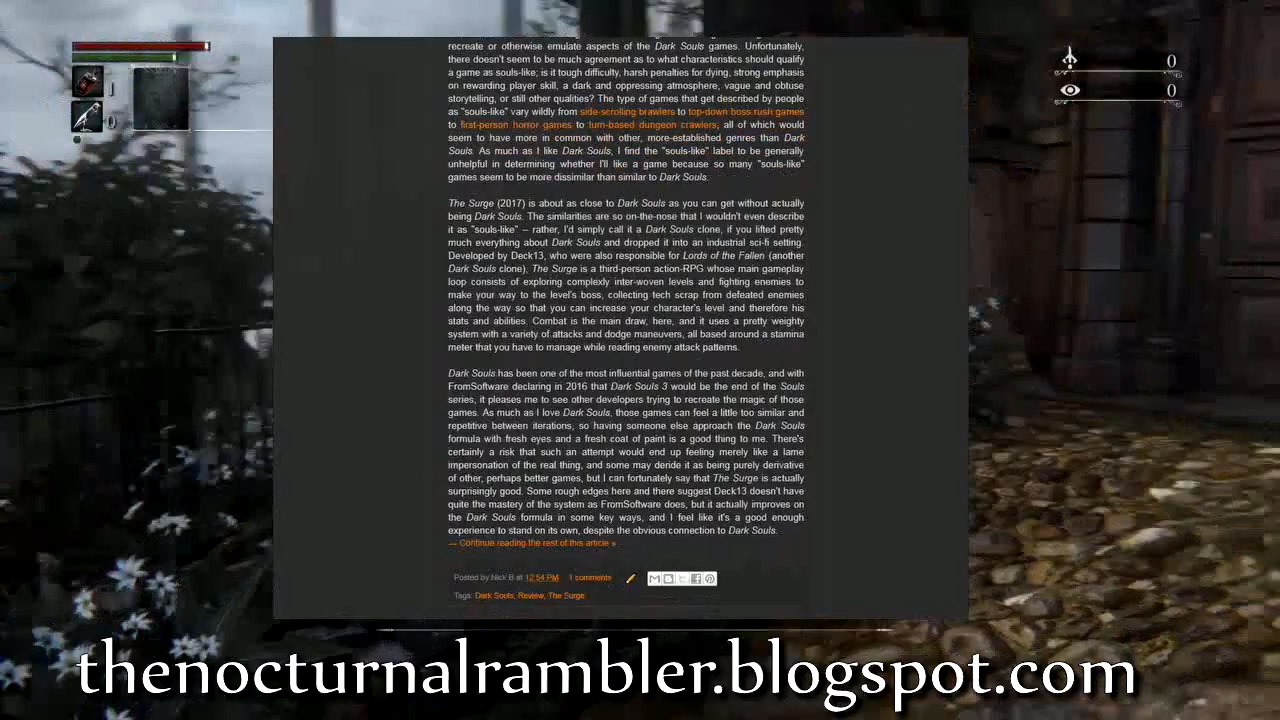 recreate or otherwise emulate aspects of the Dark Souls games. Unfortunately,
there doesn't seem to be much agreement as to what characteristics should qualify
a game as souls-like; is it tough difficulty, harsh penalties for dying, strong emphasis
on rewarding player skill, a dark and oppressing atmosphere, vague and obtuse
storytelling, or still other qualities? The type of games that get described by people
as "souls-like" vary wildly from side-scrolling brawlers to top-down boss rush games
to first-person horror games to turn-based dungeon crawlers, all of which would
seem to have more in common with other, more-established genres than Dark
Souls. As much as I like Dark Souls, I find the "souls-like" label to be generally
unhelpful in determining whether I'll like a game because so many "souls-like"
games seem to be more dissimilar than similar to Dark Souls.
The Surge (2017) is about as close to Dark Souls as you can get without actually
being Dark Souls. The similarities are so on-the-nose that I wouldn't even describe
it as "souls-like" – rather, I'd simply call it a Dark Souls clone, if you lifted pretty
much everything about Dark Souls and dropped it into an industrial sci-fi setting.
Developed by Deck13, who were also responsible for Lords of the Fallen (another
Dark Souls clone), The Surge is a third-person action-RPG whose main gameplay
loop consists of exploring complexly inter-woven levels and fighting enemies to
make your way to the level's boss, collecting tech scrap from defeated enemies
along the way so that you can increase your character's level and therefore his
stats and abilities. Combat is the main draw, here, and it uses a pretty weighty
system with a variety of attacks and dodge maneuvers, all based around a stamina
meter that you have to manage while reading enemy attack patterns.
Dark Souls has been one of the most influential games of the past decade, and with
FromSoftware declaring in 2016 that Dark Souls 3 would be the end of the Souls
series, it pleases me to see other developers trying to recreate the magic of those
games. As much as I love Dark Souls, those games can feel a little too similar and
repetitive between iterations, so having someone else approach the Dark Souls
formula with fresh eyes and a fresh coat of paint is a good thing to me. There's
certainly a risk that such an attempt would end up feeling merely like a lame
impersonation of the real thing, and some may deride it as being purely derivative
of other, perhaps better games, but I can fortunately say that The Surge is actually
surprisingly good. Some rough edges here and there suggest Deck13 doesn't have
quite the mastery of the system as FromSoftware does, but it actually improves on
the Dark Souls formula in some key ways, and I feel like it's a good enough
experience to stand on its own, despite the obvious connection to Dark Souls.
--- Continue reading the rest of this article »
Posted by Nick B at 12:54 PM 1 comments
Tags: Dark Souls, Review, The Surge
1
0
0
0
thenocturnalrambler.blogspot.com